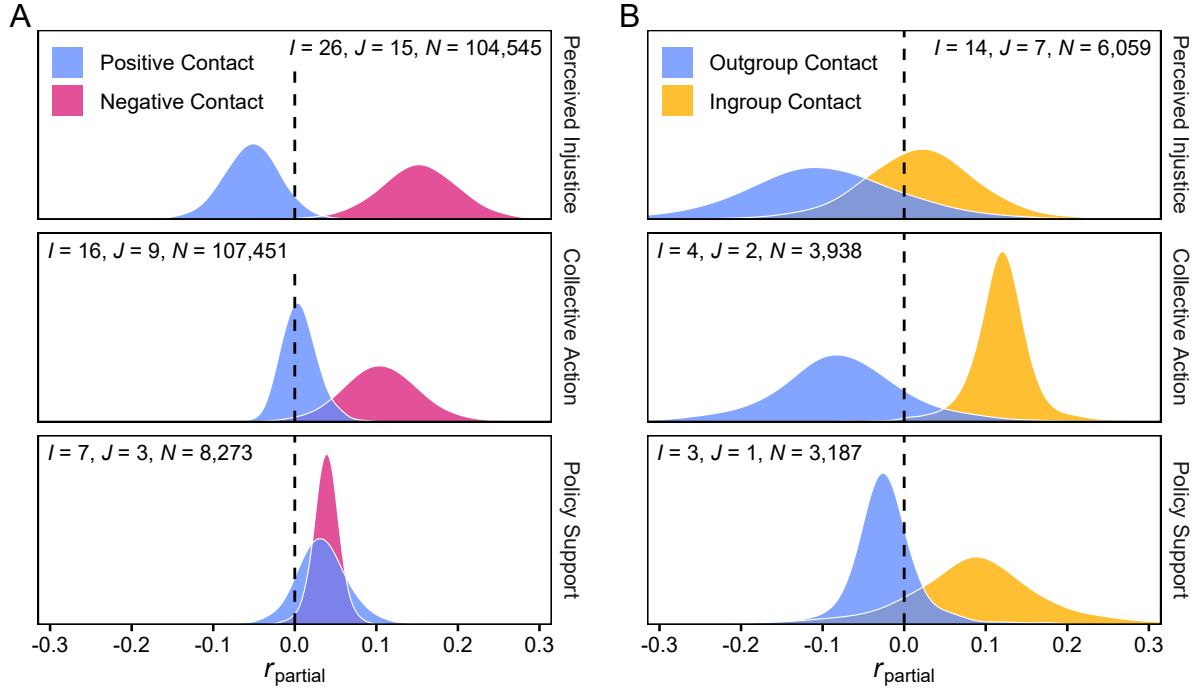 A
I = 26, J = 15, N = 104,545
Positive Contact
Negative Contact
Perceived Injustice
I = 16, J = 9, N = 107,451
Collective Action
I = 7, J = 3, N = 8,273
Policy Support
-0.3 -0.2 -0.1 0.0 0.1 0.2 0.3
r partial
B
I = 14, J = 7, N = 6,059
Outgroup Contact
Ingroup Contact
Perceived Injustice
I = 4, J = 2, N = 3,938
Collective Action
I = 3, J = 1, N = 3,187
Policy Support
-0.3 -0.2 -0.1 0.0 0.1 0.2 0.3
r partial